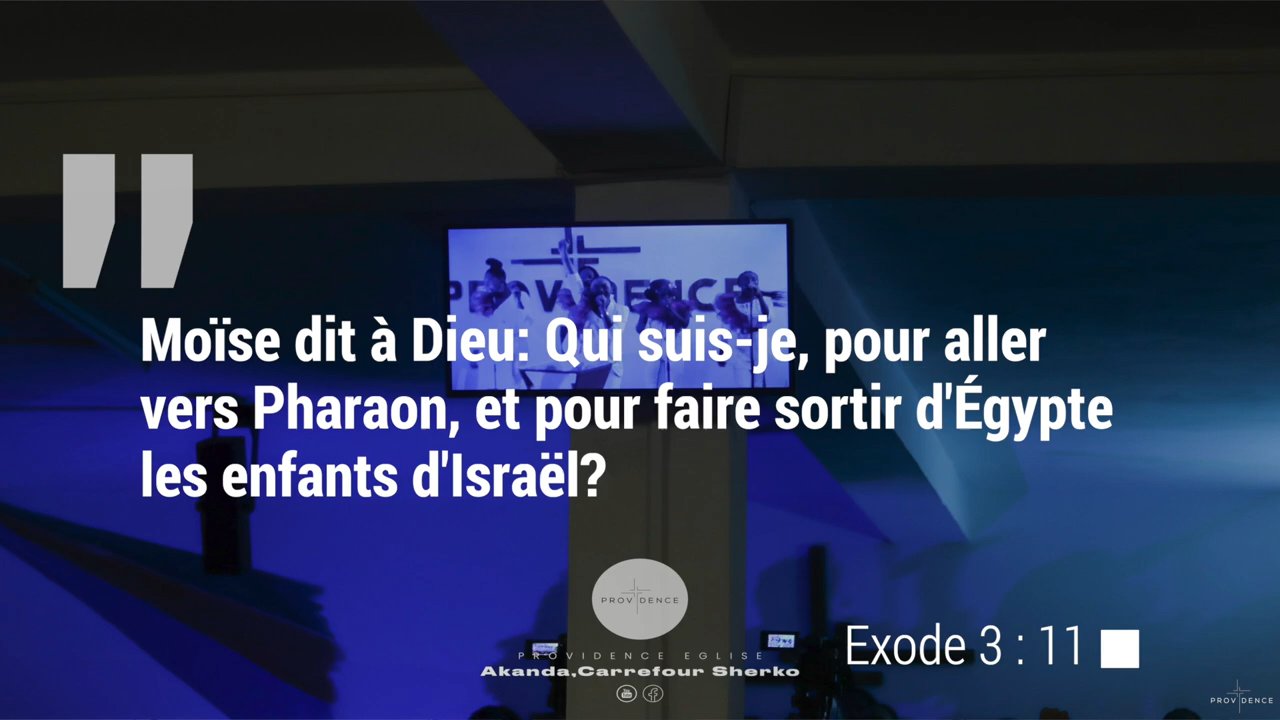 "
PROVIDENCE
Moïse dit à Dieu: Qui suis-je, pour aller
vers Pharaon, et pour faire sortir d'Égypte
les enfants d'Israël?
PROVIDENCE
PROVIDENCE EGLISE
Akanda,Carrefour Sherko
Exode 3 : 11
PROVIDENCE